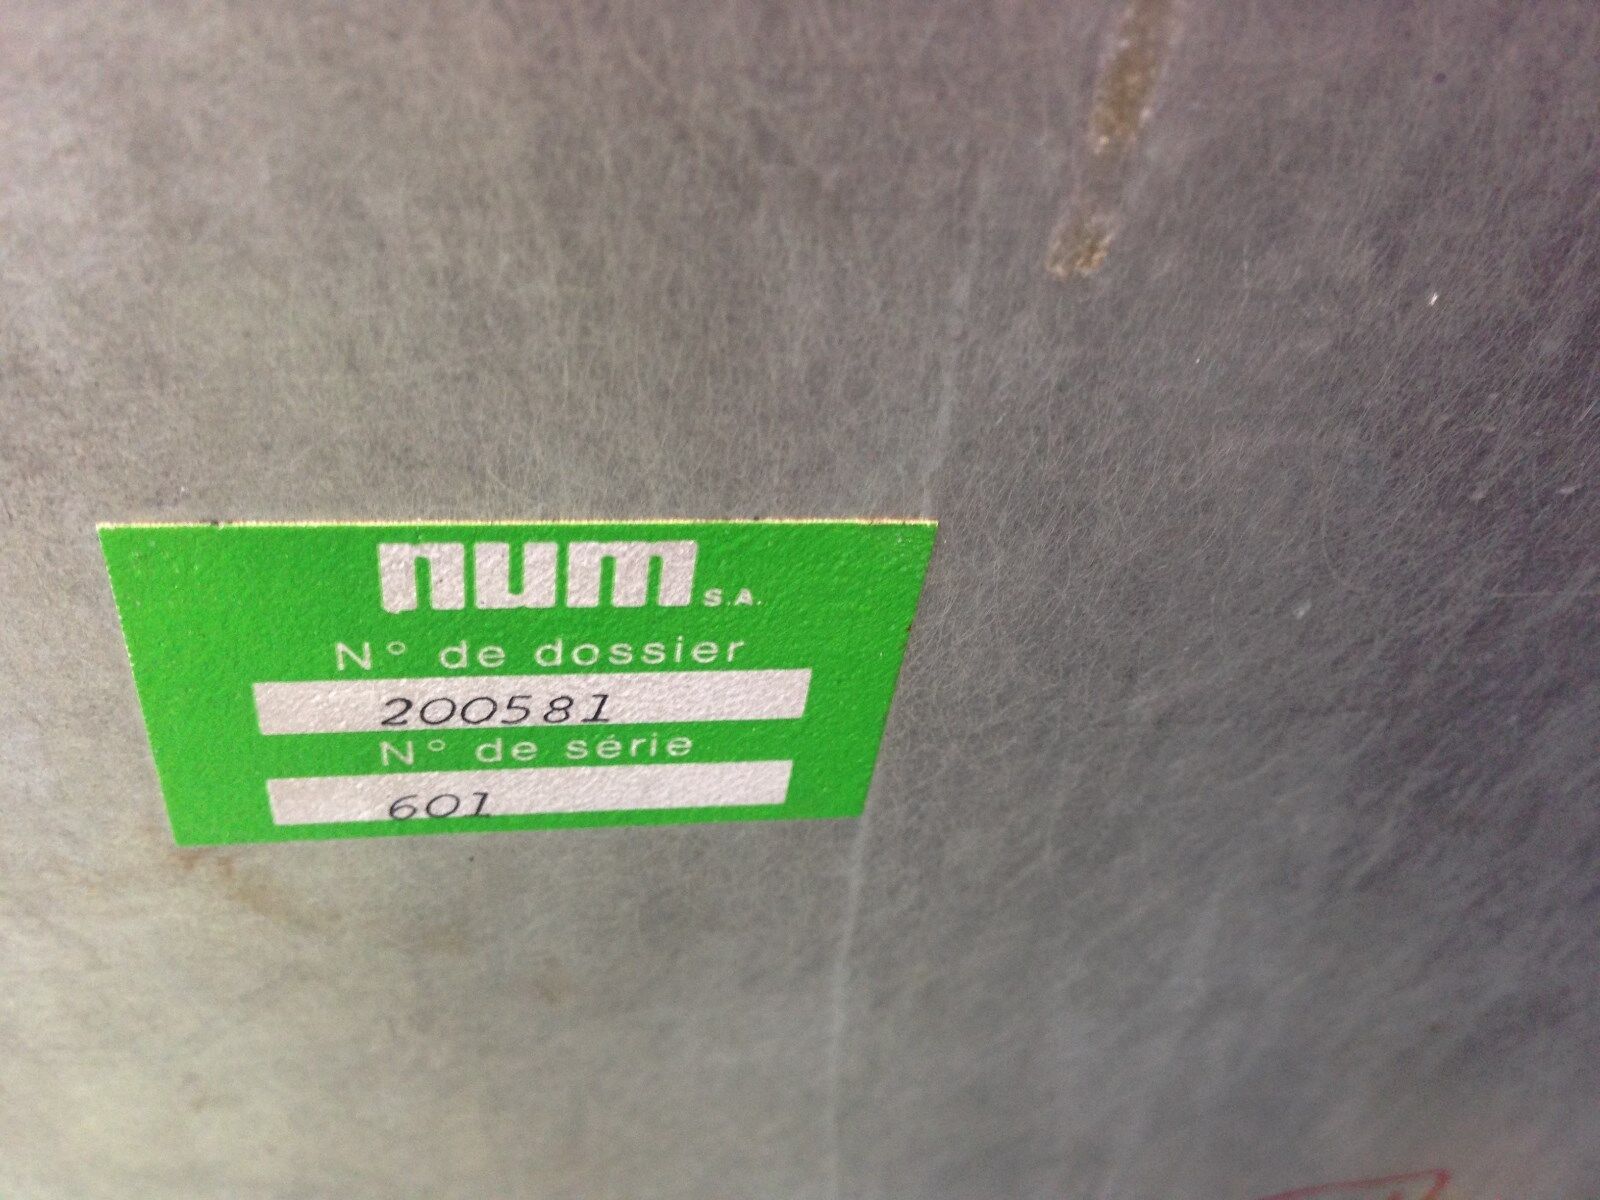 num S.A.
N° de dossier
200581
N° de série
601